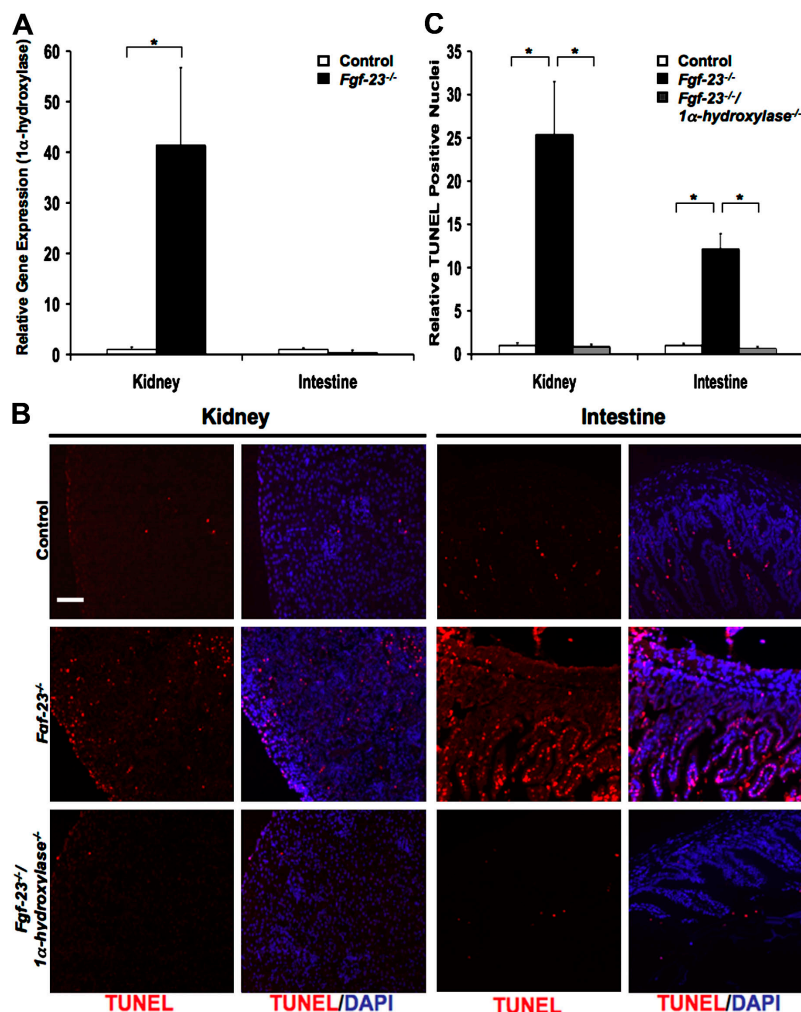 A
Relative Gene Expression (1α-hydroxylase)
60
50
40
30
20
10
0
*
Control
Fgf-23-/-
Kidney
Intestine
C
Relative TUNEL Positive Nuclei
35
30
25
20
15
10
5
0
*
*
*
*
Control
Fgf-23-/-
Fgf-23-/-/
1α-hydroxylase-/-
Kidney
Intestine
B
Kidney
Intestine
Control
Faf-23-/-
Fgf-23-/-/
1α-hydroxylase-/-
TUNEL
TUNEL/DAPI
TUNEL
TUNEL/DAPI